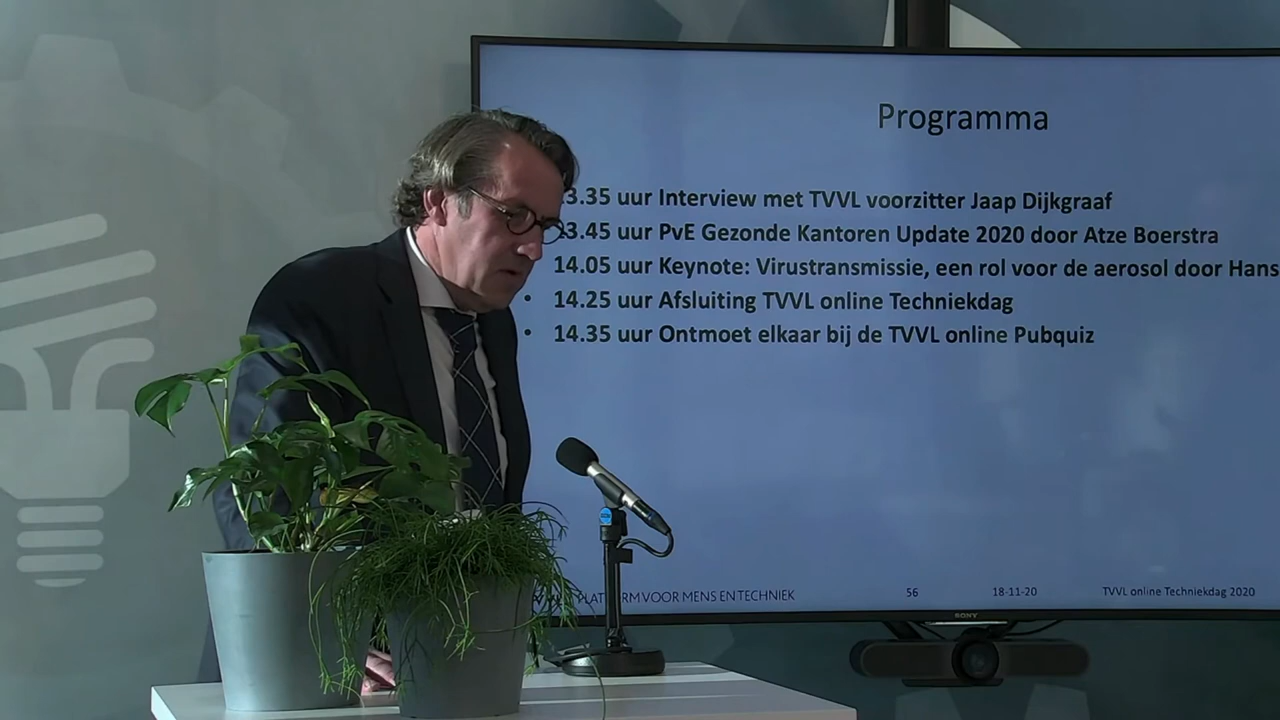 Programma
3.35 uur Interview met TVVL voorzitter Jaap Dijkgraaf
3.45 uur PvE Gezonde Kantoren Update 2020 door Atze Boerstra
14.05 uur Keynote: Virustransmissie, een rol voor de aerosol door Hans
• 14.25 uur Afsluiting TVVL online Techniekdag
• 14.35 uur Ontmoet elkaar bij de TVVL online Pubquiz
VOOR MENS EN TECHNIEK 56 18-11-20 TVVL online Techniekdag 2020
SONY